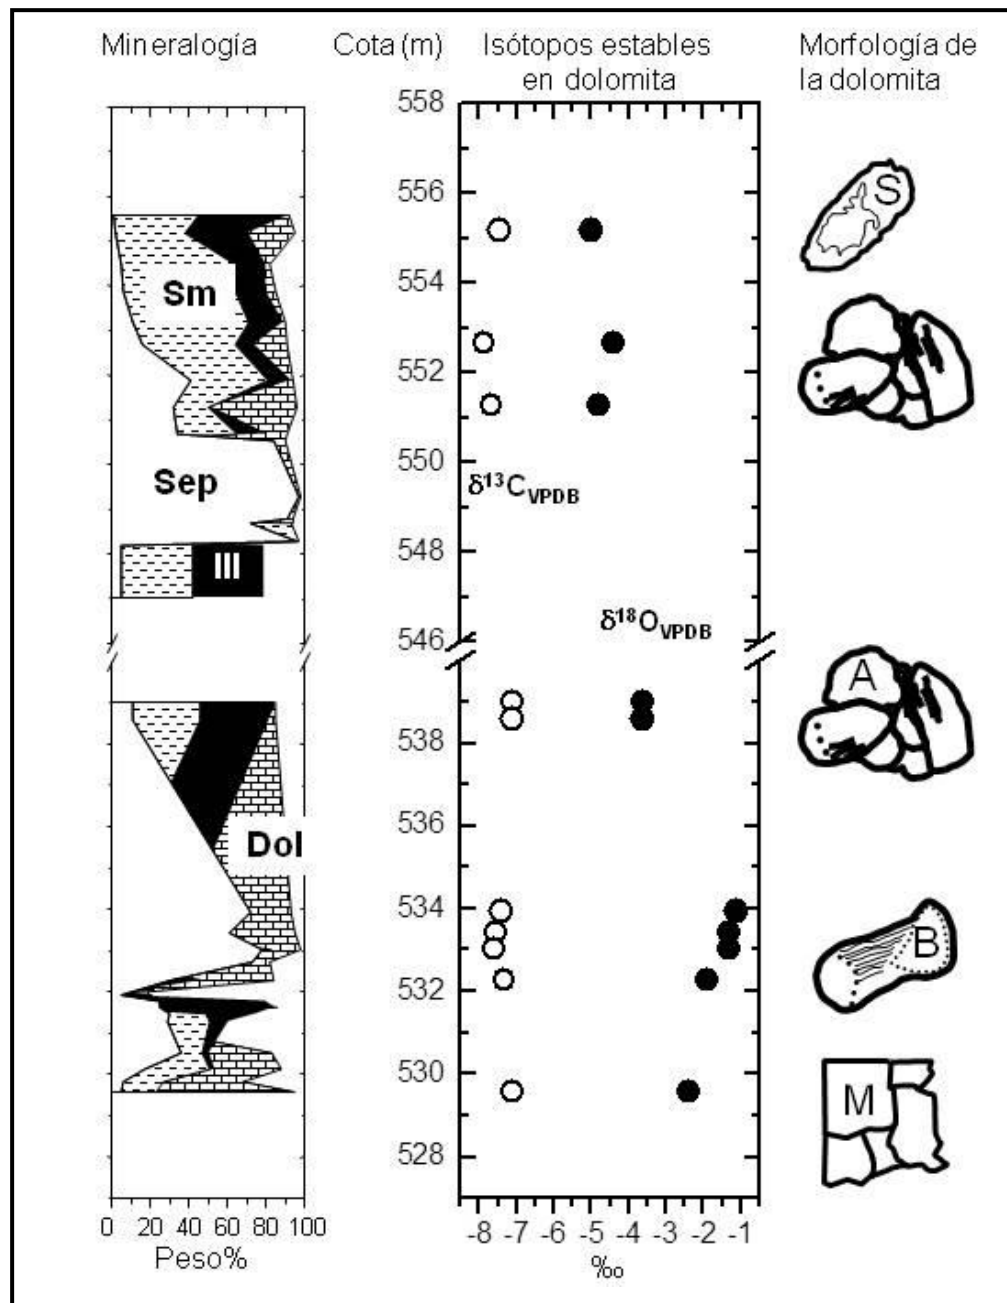 Mineralogía
Cota (m)
Isótopos estables
en dolomita
Morfología de
la dolomita
558
556
554
552
550
548
546
538
536
534
532
530
528
Sm
Sep
Ill
Dol
δ13CVPDB
δ18OVPDB
S
A
B
M
0 20 40 60 80 100
Peso%
-8 -7 -6 -5 -4 -3 -2 -1
‰